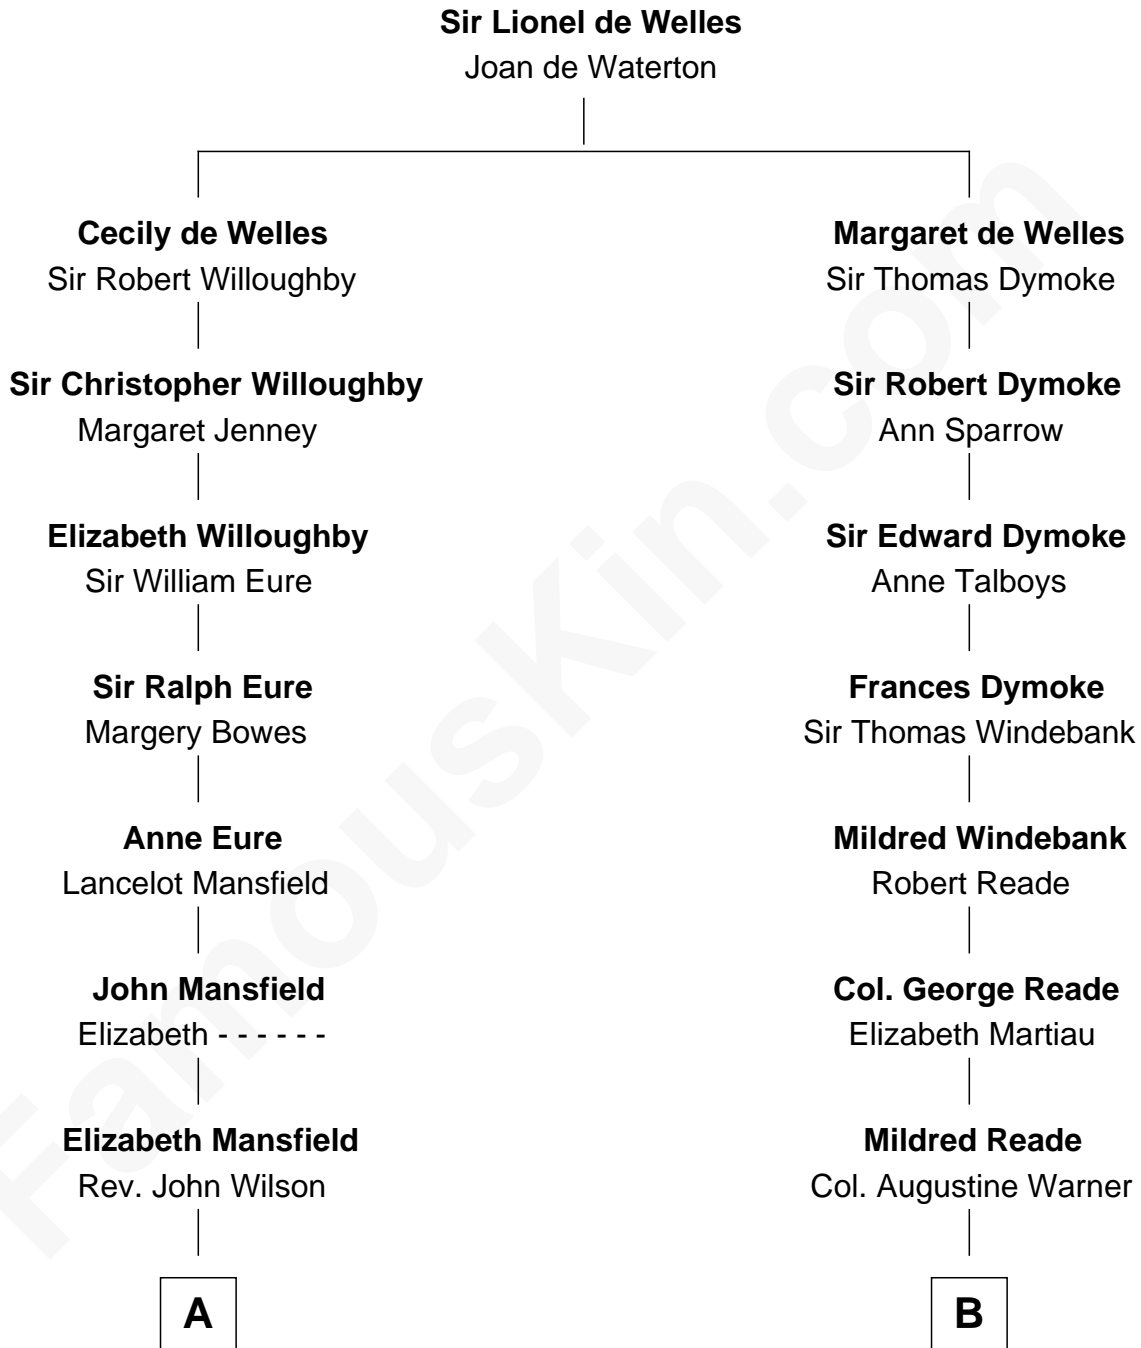 Sir Lionel de Welles
Joan de Waterton
Cecily de Welles
Sir Robert Willoughby
Sir Christopher Willoughby
Margaret Jenney
Elizabeth Willoughby
Sir William Eure
Sir Ralph Eure
Margery Bowes
Anne Eure
Lancelot Mansfield
John Mansfield
Elizabeth - - - - - -
Elizabeth Mansfield
Rev. John Wilson
A
Margaret de Welles
Sir Thomas Dymoke
Sir Robert Dymoke
Ann Sparrow
Sir Edward Dymoke
Anne Talboys
Frances Dymoke
Sir Thomas Windebank
Mildred Windebank
Robert Reade
Col. George Reade
Elizabeth Martiau
Mildred Reade
Col. Augustine Warner
B
FamousKin.com